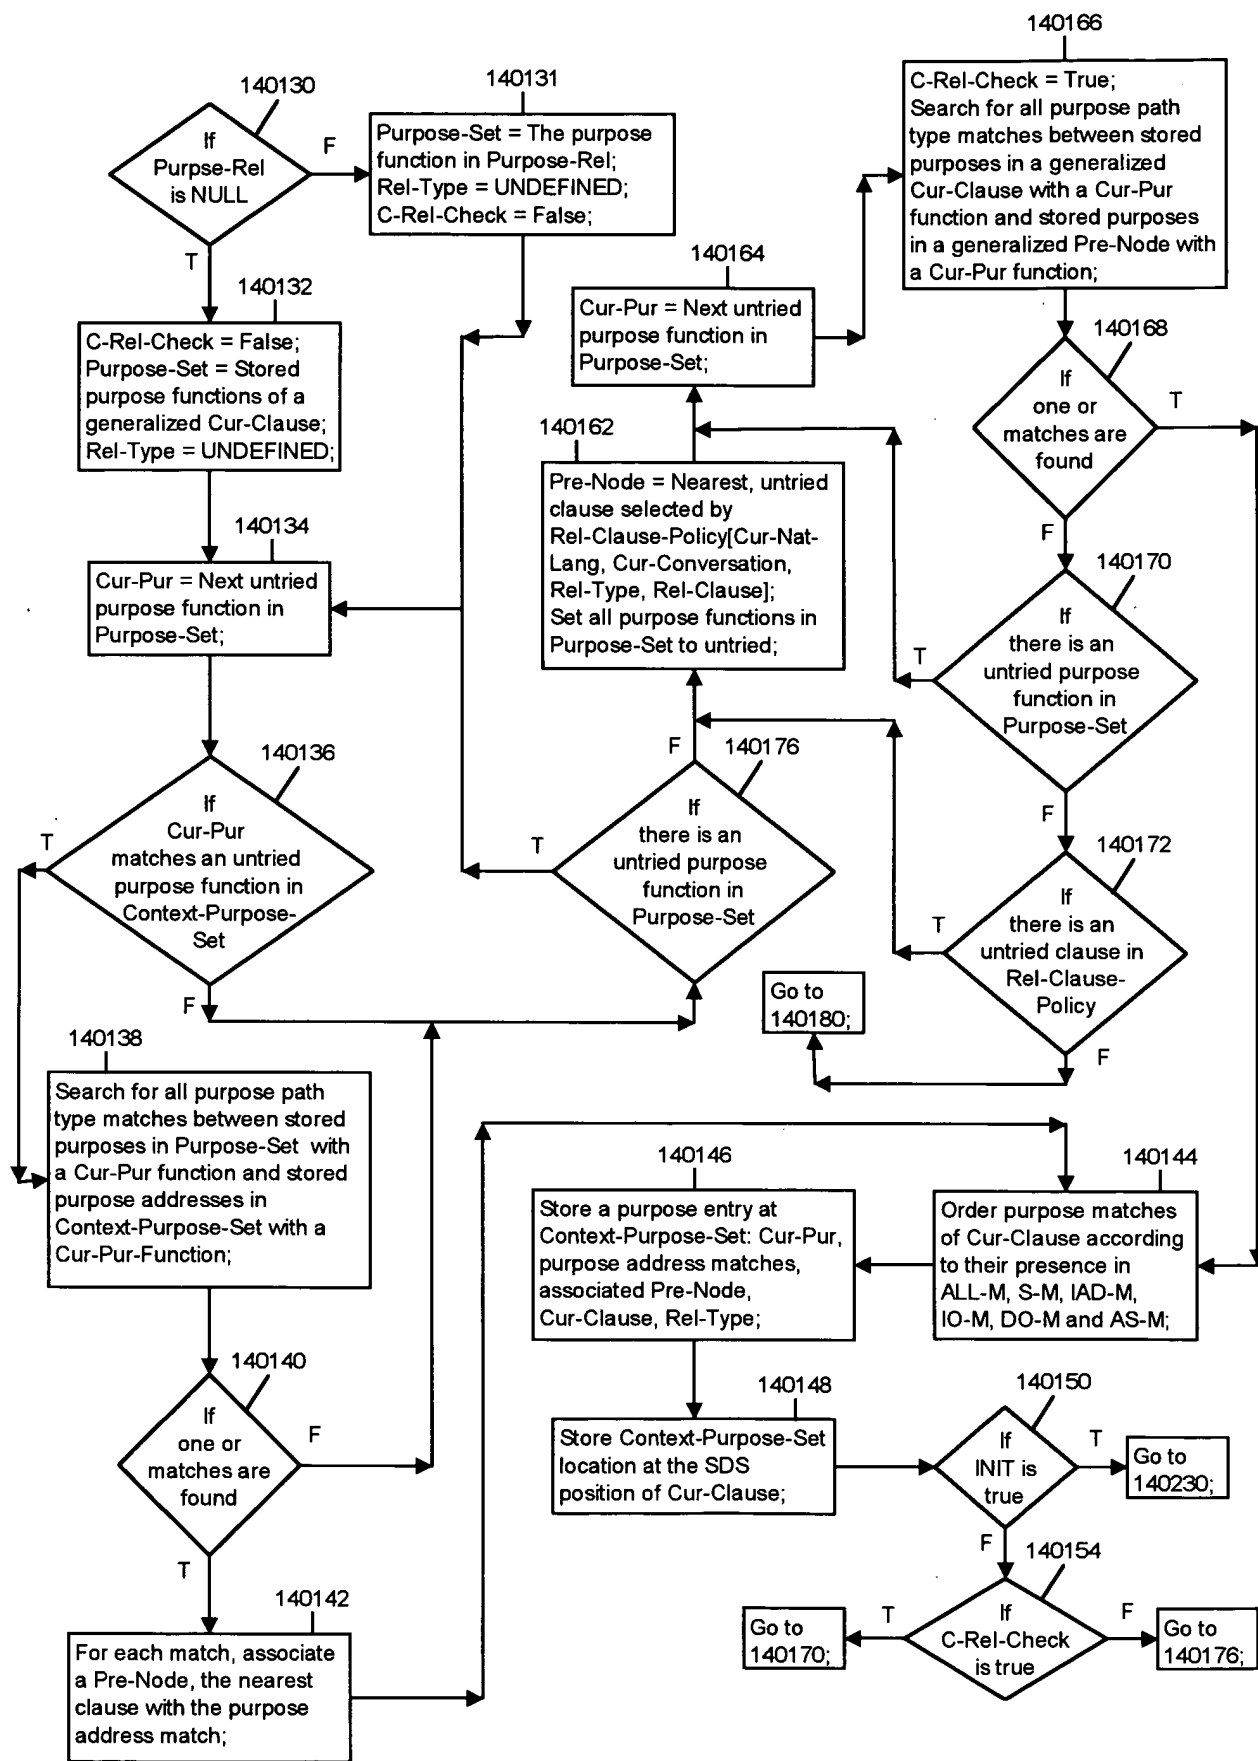 140130
If
Purpse-Rel
is NULL
F
T
140131
Purpose-Set = The purpose
function in Purpose-Rel;
Rel-Type = UNDEFINED;
C-Rel-Check = False;
140132
C-Rel-Check = False;
Purpose-Set = Stored
purpose functions of a
generalized Cur-Clause;
Rel-Type = UNDEFINED;
140134
Cur-Pur = Next untried
purpose function in
Purpose-Set;
140136
If
Cur-Pur
matches an untried
purpose function in
Context-Purpose-
Set
T
F
140138
Search for all purpose path
type matches between stored
purposes in Purpose-Set with
a Cur-Pur function and stored
purpose addresses in
Context-Purpose-Set with a
Cur-Pur-Function;
140140
If
one or
matches are
found
F
T
140142
For each match, associate
a Pre-Node, the nearest
clause with the purpose
address match;
140164
Cur-Pur = Next untried
purpose function in
Purpose-Set;
140162
Pre-Node = Nearest, untried
clause selected by
Rel-Clause-Policy[Cur-Nat-
Lang, Cur-Conversation,
Rel-Type, Rel-Clause];
Set all purpose functions in
Purpose-Set to untried;
140176
F
If
there is an
untried purpose
function in
Purpose-Set
T
140166
C-Rel-Check = True;
Search for all purpose path
type matches between stored
purposes in a generalized
Cur-Clause with a Cur-Pur
function and stored purposes
in a generalized Pre-Node with
a Cur-Pur function;
140168
If
one or
matches are
found
T
F
140170
If
there is an
untried purpose
function in
Purpose-Set
T
F
140172
If
there is an
untried clause in
Rel-Clause-
Policy
T
F
Go to
140180;
140144
Order purpose matches
of Cur-Clause according
to their presence in
ALL-M, S-M, IAD-M,
IO-M, DO-M and AS-M;
140146
Store a purpose entry at
Context-Purpose-Set: Cur-Pur,
purpose address matches,
associated Pre-Node,
Cur-Clause, Rel-Type;
140148
Store Context-Purpose-Set
location at the SDS
position of Cur-Clause;
140150
If
INIT is
true
T
Go to
140230;
F
140154
If
C-Rel-Check
is true
T
Go to
140170;
F
Go to
140176;